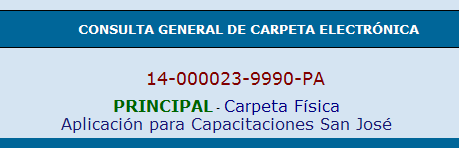 CONSULTA GENERAL DE CARPETA ELECTRÓNICA
14-000023-9990-PA
PRINCIPAL - Carpeta Física
Aplicación para Capacitaciones San José